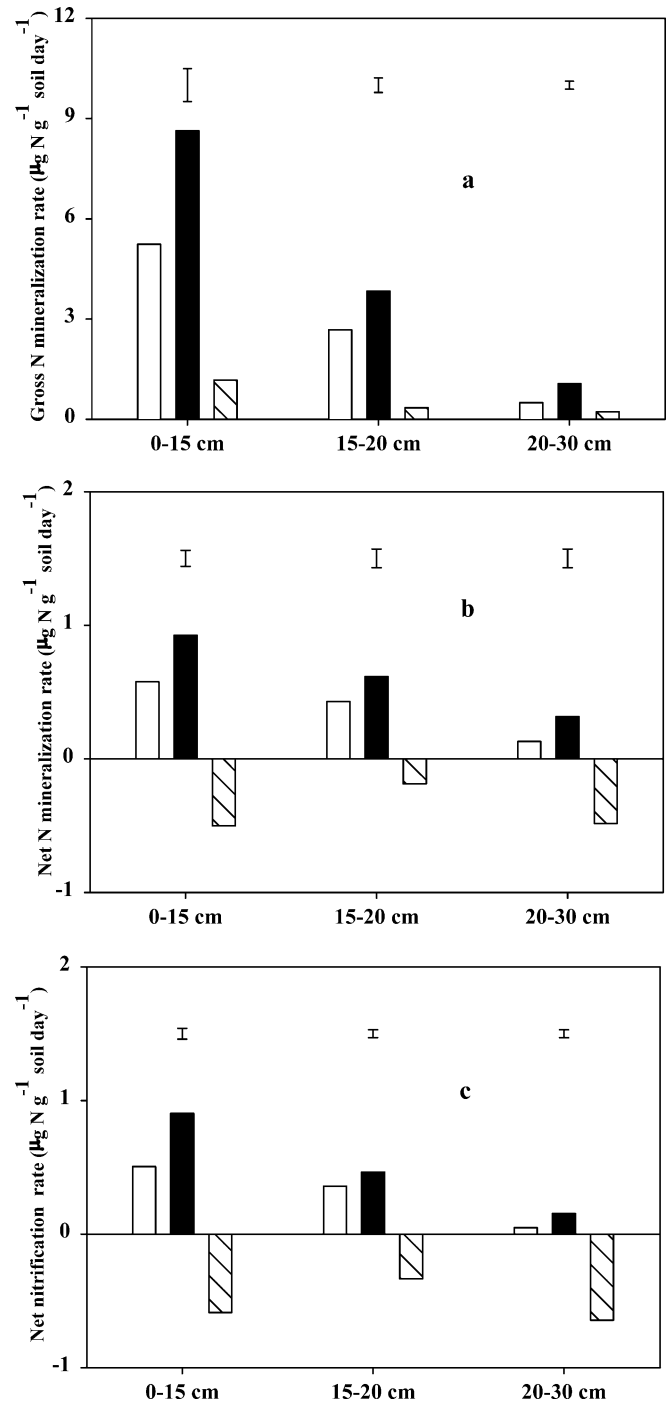 12
9
6
3
0
Gross N mineralization rate (µg N g⁻¹ soil day⁻¹)
a
0-15 cm 15-20 cm 20-30 cm
2
1
0
-1
Net N mineralization rate (µg N g⁻¹ soil day⁻¹)
b
0-15 cm 15-20 cm 20-30 cm
2
1
0
-1
Net nitrification rate (µg N g⁻¹ soil day⁻¹)
c
0-15 cm 15-20 cm 20-30 cm